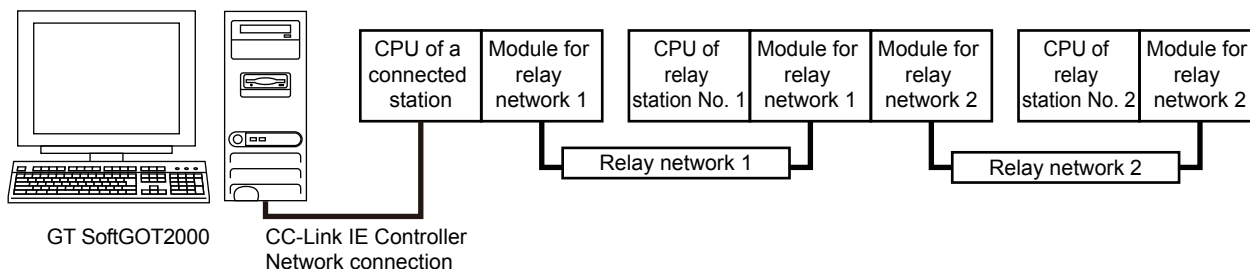 CPU of a
connected
station
Module for
relay
network 1
CPU of
relay
station No. 1
Module for
relay
network 1
Module for
relay
network 2
CPU of
relay
station No. 2
Module for
relay
network 2
Relay network 1
Relay network 2
GT SoftGOT2000
CC-Link IE Controller
Network connection